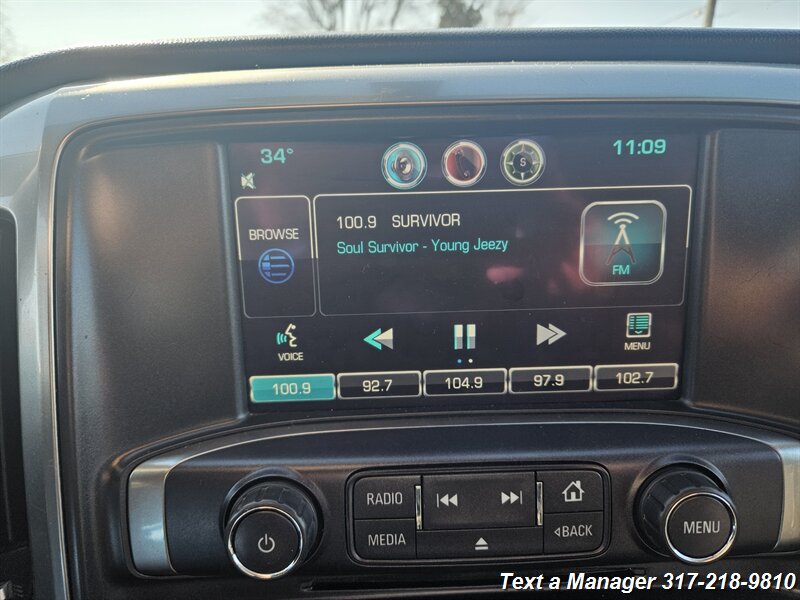 34°
S
11:09
BROWSE
100.9 SURVIVOR
Soul Survivor - Young Jeezy
FM
VOICE
MENU
100.9
92.7
104.9
97.9
102.7
RADIO
MEDIA
BACK
MENU
Text a Manager 317-218-9810